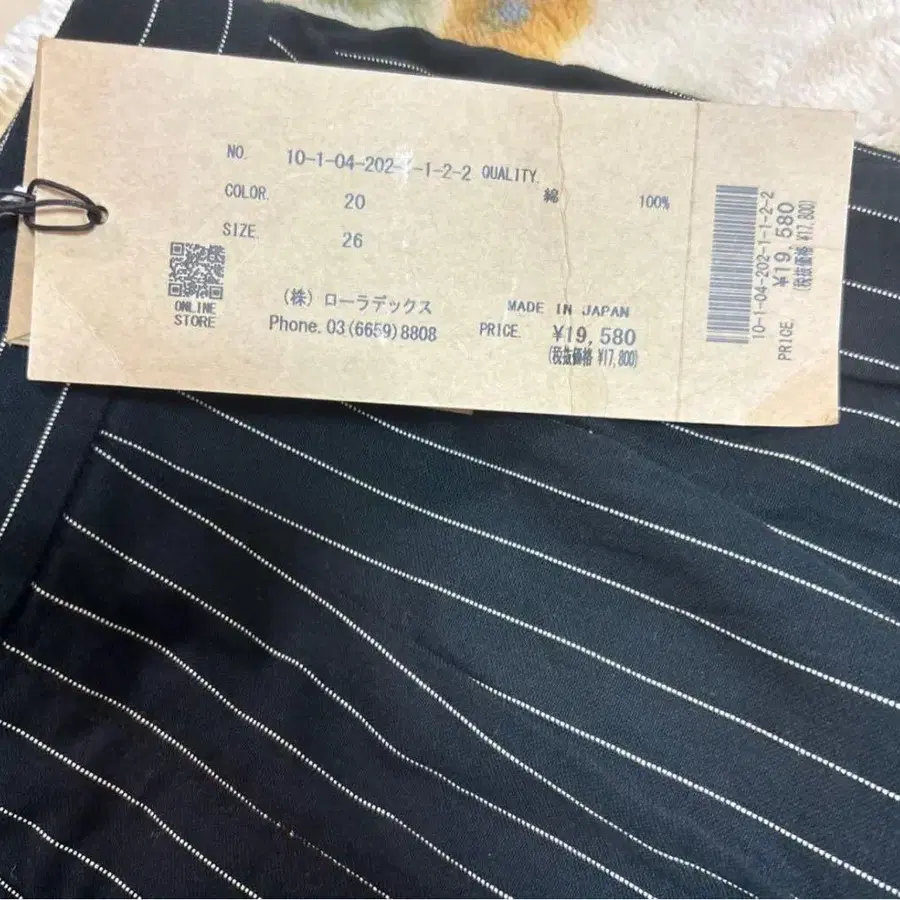 NO. 10-1-04-202-1-1-2-2
COLOR. 20
SIZE. 26
QUALITY.
綿 100%
ONLINE
STORE
(株) ローラデックス
Phone. 03(6659)8808
MADE IN JAPAN
PRICE. ¥19,580
(税抜価格 ¥17,800)
10-1-04-202-1-1-2-2
PRICE. ¥19,580
(税抜価格 ¥17,800)